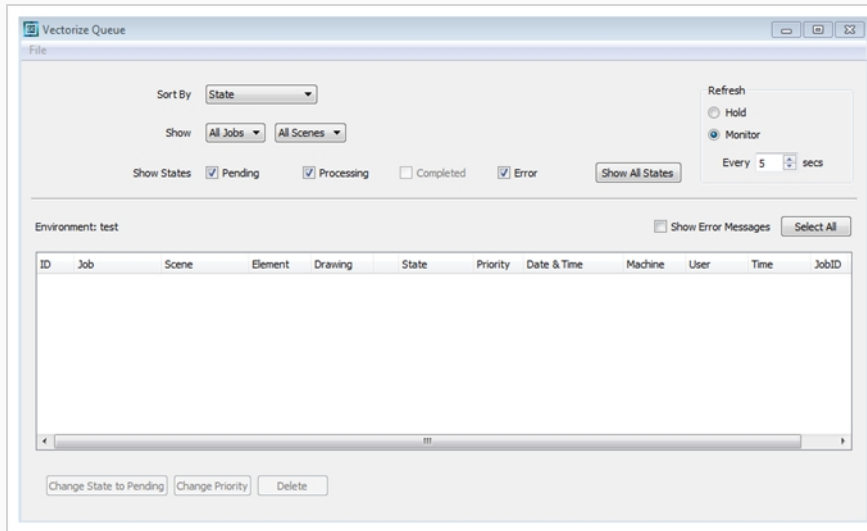 Vectorize Queue
File
Sort By State
Refresh
Hold
Show All Jobs All Scenes
Monitor
Every 5 secs
Show States Pending Processing Completed Error Show All States
Environment: test
Show Error Messages Select All
ID Job Scene Element Drawing State Priority Date & Time Machine User Time JobID
Change State to Pending Change Priority Delete